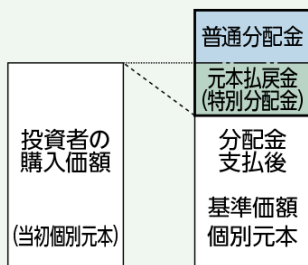 普通分配金
元本払戻金
(特別分配金)
投資者の
購入価額
(当初個別元本)
分配金
支払後
基準価額
個別元本